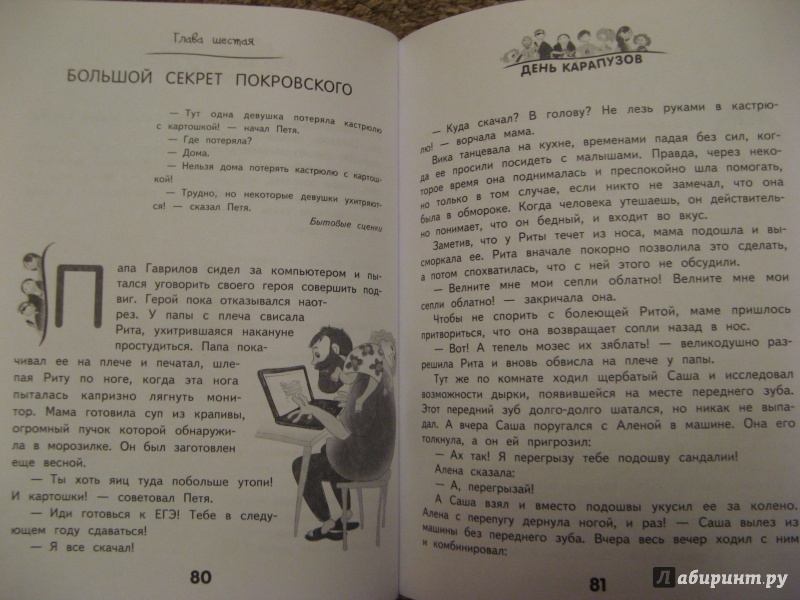 Глава шестая
БОЛЬШОЙ СЕКРЕТ ПОКРОВСКОГО
— Тут одна девушка потеряла кастрюлю
с картошкой! — начал Петя.
— Где потеряла?
— Дома.
— Нельзя дома потерять кастрюлю с картош-
кой!
— Трудно, но некоторые девушки ухитряют-
ся! — сказал Петя.
Бытовые сценки
Папа Гаврилов сидел за компьютером и пы-
тался уговорить своего героя совершить под-
виг. Герой пока отказывался наот-
рез. У папы с плеча свисала
Рита, ухитрившаяся накануне
простудиться. Папа пока-
чивал ее на плече и печатал, шле-
пая Риту по ноге, когда эта нога
пыталась капризно лягнуть мони-
тор. Мама готовила суп из крапивы,
огромный пучок которой обнаружи-
ла в морозилке. Он был заготовлен
еще весной.
— Ты хоть яиц туда побольше утопи!
И картошки! — советовал Петя.
— Иди готовься к ЕГЭ! Тебе в следу-
ющем году сдаваться!
— Я все скачал!
80
ДЕНЬ КАРАПУЗОВ
— Куда скачал? В голову? Не лезь руками в кастрю-
лю! — ворчала мама.
Вика танцевала на кухне, временами падая без сил, ког-
да ее просили посидеть с малышами. Правда, через неко-
торое время она поднималась и преспокойно шла помогать,
но только в том случае, если никто не замечал, что она
была в обмороке. Когда человека утешаешь, он действитель-
но понимает, что он бедный, и входит во вкус.
Заметив, что у Риты течет из носа, мама подошла и вы-
сморкала ее. Рита вначале покорно позволила это сделать,
а потом спохватилась, что с ней этого не обсудили.
— Велните мне мои сепли облатно! Велните мне мои
сепли облатно! — закричала она.
Чтобы не спорить с болеющей Ритой, маме пришлось
притвориться, что она возвращает сопли назад в нос.
— Вот! А тепель мозес их зяблать! — великодушно раз-
решила Рита и вновь обвисла на плече у папы.
Тут же по комнате ходил щербатый Саша и исследовал
возможности дырки, появившейся на месте переднего зуба.
Этот передний зуб долго-долго шатался, но никак не выпа-
дал. А вчера Саша поругался с Аленой в машине. Она его
толкнула, а он ей пригрозил:
— Ах так! Я перегрызу тебе подошву сандалии!
Алена сказала:
— А, перегрызай!
А Саша взял и вместо подошвы укусил ее за колено.
Алена с перепугу дернула ногой, и раз! — Саша вылез из
машины без переднего зуба. Вчера весь вечер ходил с ним
и комбинировал:
81
Лабиринт.ру